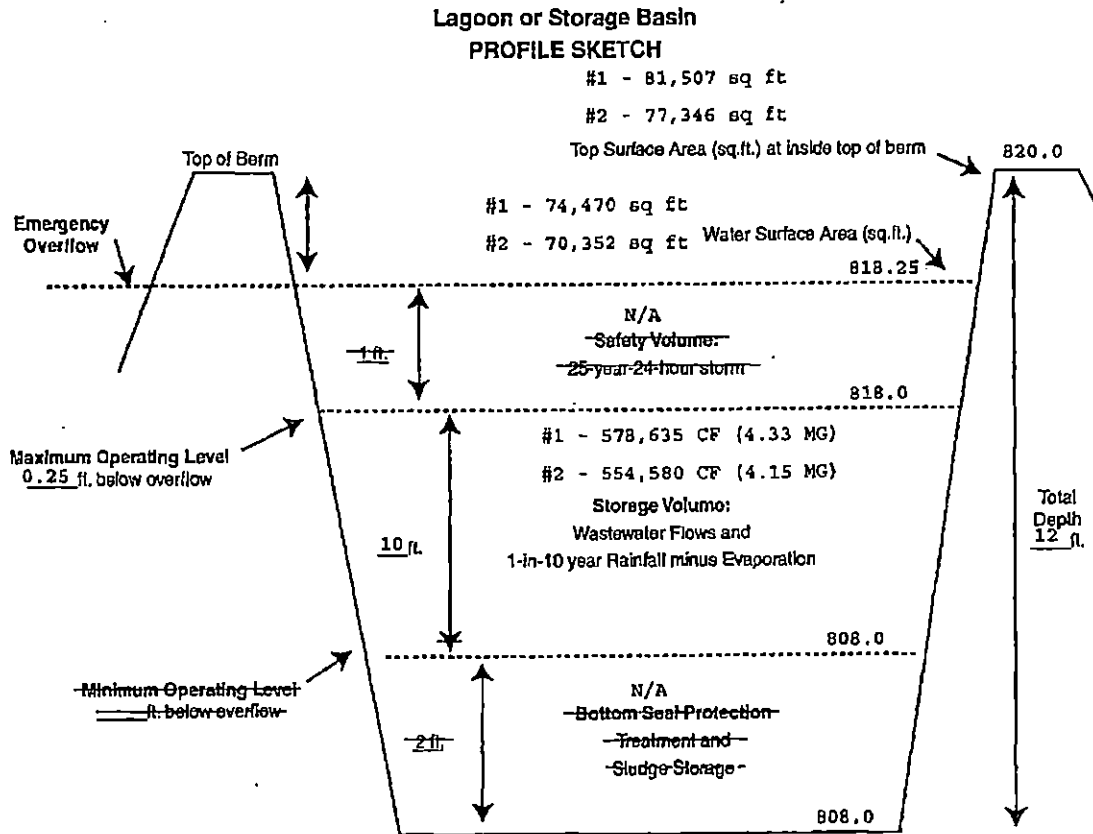 Lagoon or Storage Basin
PROFILE SKETCH
#1 - 81,507 sq ft
#2 - 77,346 sq ft
Top Surface Area (sq.ft.) at inside top of berm
820.0
Top of Berm
#1 - 74,470 sq ft
#2 - 70,352 sq ft
Water Surface Area (sq.ft.)
Emergency
Overflow
818.25
N/A
Safety Volume:
25-year-24-hour storm
1 ft.
818.0
#1 - 578,635 CF (4.33 MG)
#2 - 554,580 CF (4.15 MG)
Maximum Operating Level
0.25 ft. below overflow
Storage Volume:
Wastewater Flows and
1-in-10 year Rainfall minus Evaporation
10 ft.
Total
Depth
12 ft.
808.0
Minimum Operating Level
ft. below overflow
N/A
Bottom Seal Protection
Treatment and
Sludge Storage
2 ft.
808.0